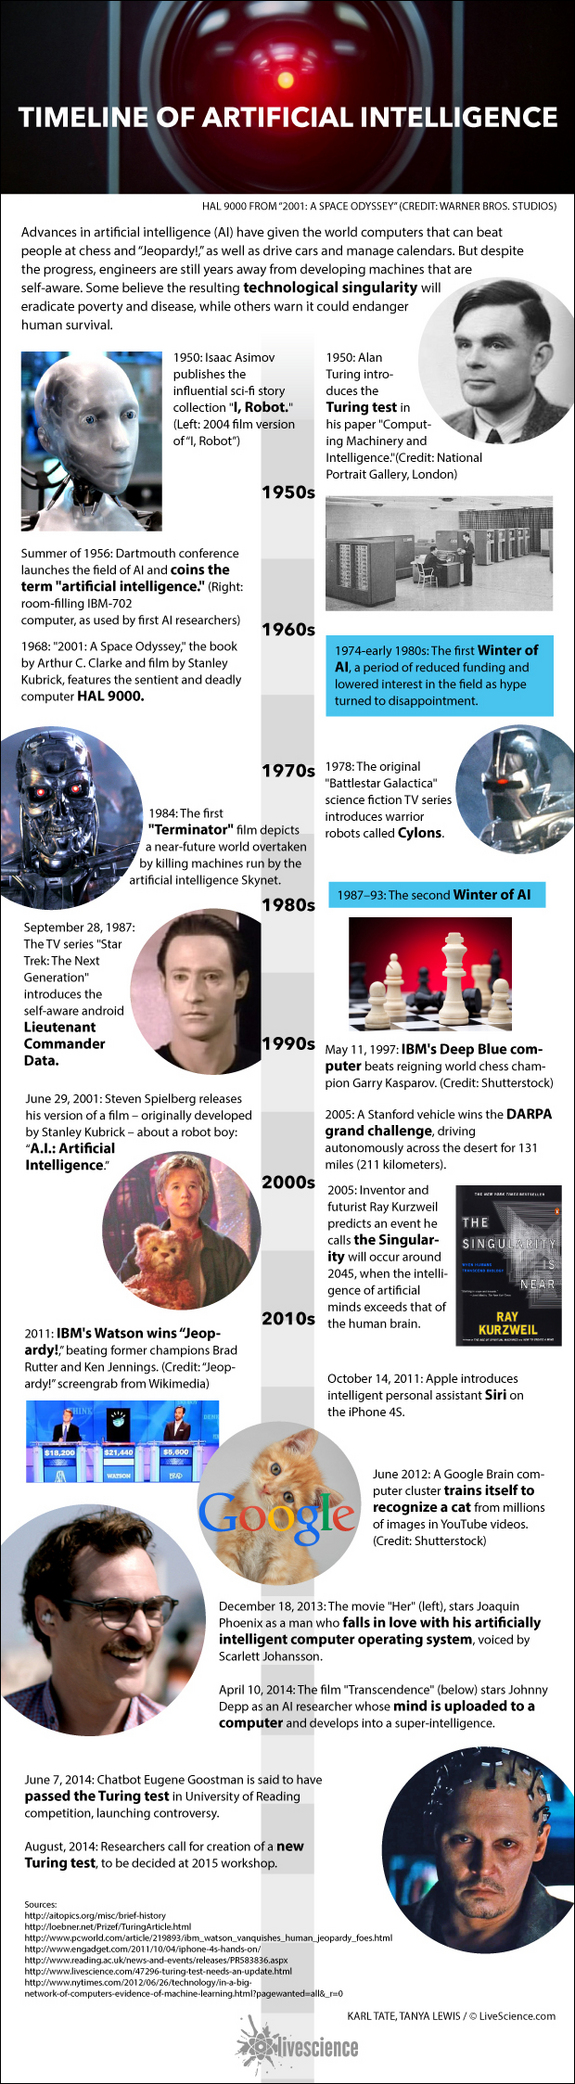 TIMELINE OF ARTIFICIAL INTELLIGENCE
HAL 9000 FROM "2001: A SPACE ODYSSEY" (CREDIT: WARNER BROS. STUDIOS)
Advances in artificial intelligence (AI) have given the world computers that can beat
people at chess and "Jeopardy!," as well as drive cars and manage calendars. But despite
the progress, engineers are still years away from developing machines that are
self-aware. Some believe the resulting technological singularity will
eradicate poverty and disease, while others warn it could endanger
human survival.
1950: Isaac Asimov
publishes the
influential sci-fi story
collection "I, Robot."
(Left: 2004 film version
of "I, Robot")
1950: Alan
Turing intro-
duces the
Turing test in
his paper "Comput-
ing Machinery and
Intelligence."(Credit: National
Portrait Gallery, London)
1950s
Summer of 1956: Dartmouth conference
launches the field of AI and coins the
term "artificial intelligence." (Right:
room-filling IBM-702
computer, as used by first AI researchers)
1960s
1968: "2001: A Space Odyssey," the book
by Arthur C. Clarke and film by Stanley
Kubrick, features the sentient and deadly
computer HAL 9000.
1974-early 1980s: The first Winter of
AI, a period of reduced funding and
lowered interest in the field as hype
turned to disappointment.
1970s
1978: The original
"Battlestar Galactica"
science fiction TV series
introduces warrior
robots called Cylons.
1984: The first
"Terminator" film depicts
a near-future world overtaken
by killing machines run by the
artificial intelligence Skynet.
1987–93: The second Winter of AI
1980s
September 28, 1987:
The TV series "Star
Trek: The Next
Generation"
introduces the
self-aware android
Lieutenant
Commander
Data.
1990s
May 11, 1997: IBM's Deep Blue com-
puter beats reigning world chess cham-
pion Garry Kasparov. (Credit: Shutterstock)
June 29, 2001: Steven Spielberg releases
his version of a film – originally developed
by Stanley Kubrick – about a robot boy:
"A.I.: Artificial
Intelligence."
2005: A Stanford vehicle wins the DARPA
grand challenge, driving
autonomously across the desert for 131
miles (211 kilometers).
2000s
2005: Inventor and
futurist Ray Kurzweil
predicts an event he
calls the Singular-
ity will occur around
2045, when the intelli-
gence of artificial
minds exceeds that of
the human brain.
THE NEW YORK TIMES BESTSELLER
THE
SINGULARITY
IS
NEAR
WHEN HUMANS
TRANSCEND BIOLOGY
RAY
KURZWEIL
2010s
2011: IBM's Watson wins "Jeop-
ardy!," beating former champions Brad
Rutter and Ken Jennings. (Credit: "Jeop-
ardy!" screengrab from Wikimedia)
$18,200
$21,440
$5,600
WATSON
October 14, 2011: Apple introduces
intelligent personal assistant Siri on
the iPhone 4S.
Google
June 2012: A Google Brain com-
puter cluster trains itself to
recognize a cat from millions
of images in YouTube videos.
(Credit: Shutterstock)
December 18, 2013: The movie "Her" (left), stars Joaquin
Phoenix as a man who falls in love with his artificially
intelligent computer operating system, voiced by
Scarlett Johansson.
April 10, 2014: The film "Transcendence" (below) stars Johnny
Depp as an AI researcher whose mind is uploaded to a
computer and develops into a super-intelligence.
June 7, 2014: Chatbot Eugene Goostman is said to have
passed the Turing test in University of Reading
competition, launching controversy.
August, 2014: Researchers call for creation of a new
Turing test, to be decided at 2015 workshop.
Sources:
http://aitopics.org/misc/brief-history
http://loebner.net/Prizef/TuringArticle.html
http://www.pcworld.com/article/219893/ibm_watson_vanquishes_human_jeopardy_foes.html
http://www.engadget.com/2011/10/04/iphone-4s-hands-on/
http://www.reading.ac.uk/news-and-events/releases/PR583836.aspx
http://www.livescience.com/47296-turing-test-needs-an-update.html
http://www.nytimes.com/2012/06/26/technology/in-a-big-
network-of-computers-evidence-of-machine-learning.html?pagewanted=all&_r=0
KARL TATE, TANYA LEWIS / © LiveScience.com
livescience